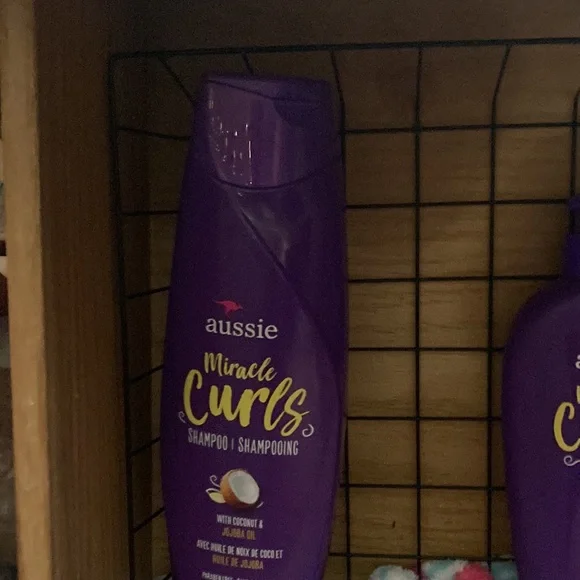 aussie
Miracle
Curls
SHAMPOO | SHAMPOOING
WITH COCONUT &
JOJOBA OIL
AVEC HUILE DE NOIX DE COCO ET
HUILE DE JOJOBA